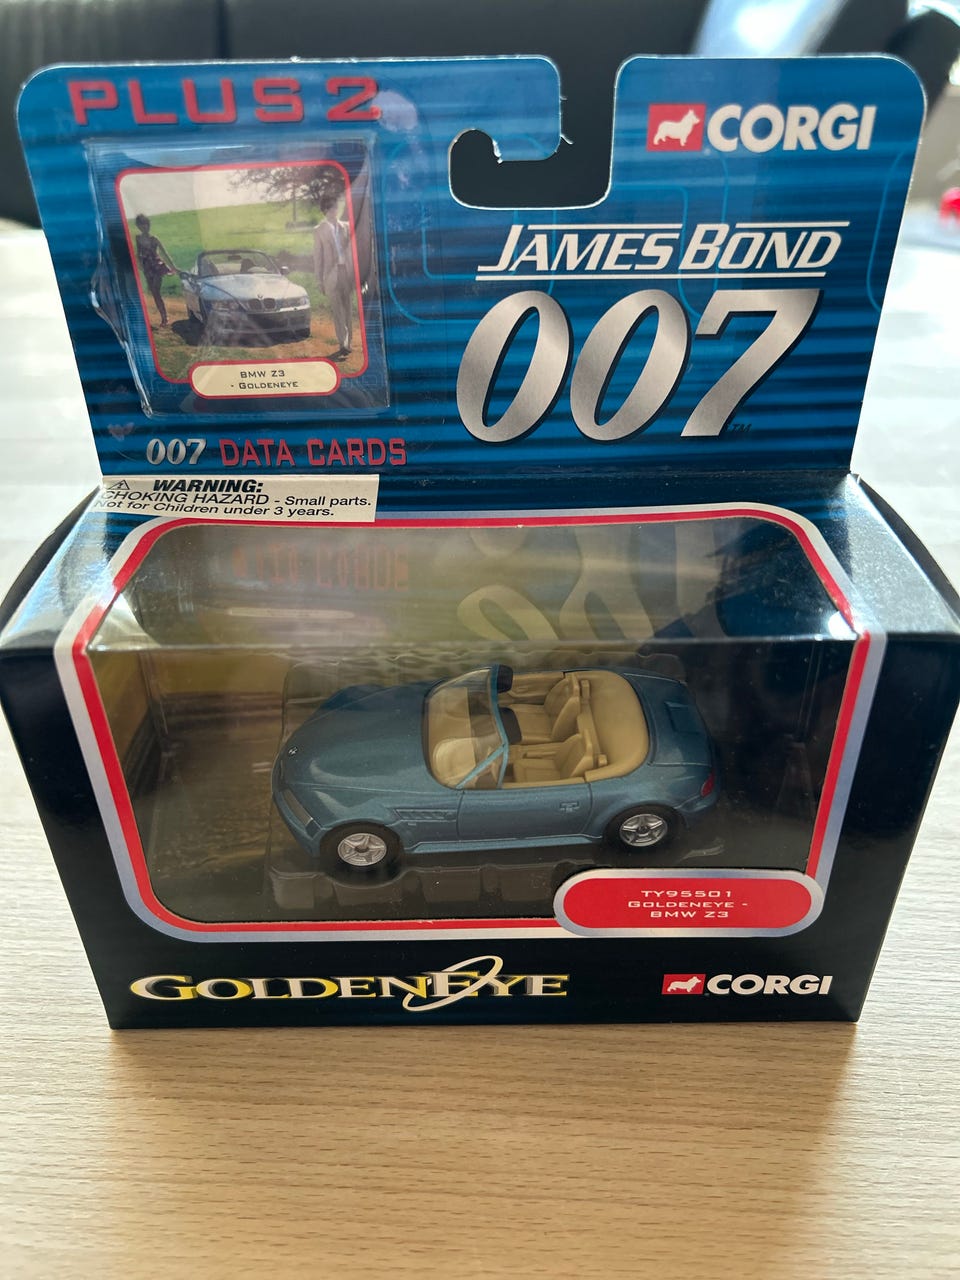 PLUS 2
CORGI
JAMES BOND
007™
BMW Z3
- GOLDENEYE
007 DATA CARDS
WARNING:
CHOKING HAZARD - Small parts.
Not for Children under 3 years.
TY95501
GOLDENEYE -
BMW Z3
GOLDENEYE
CORGI